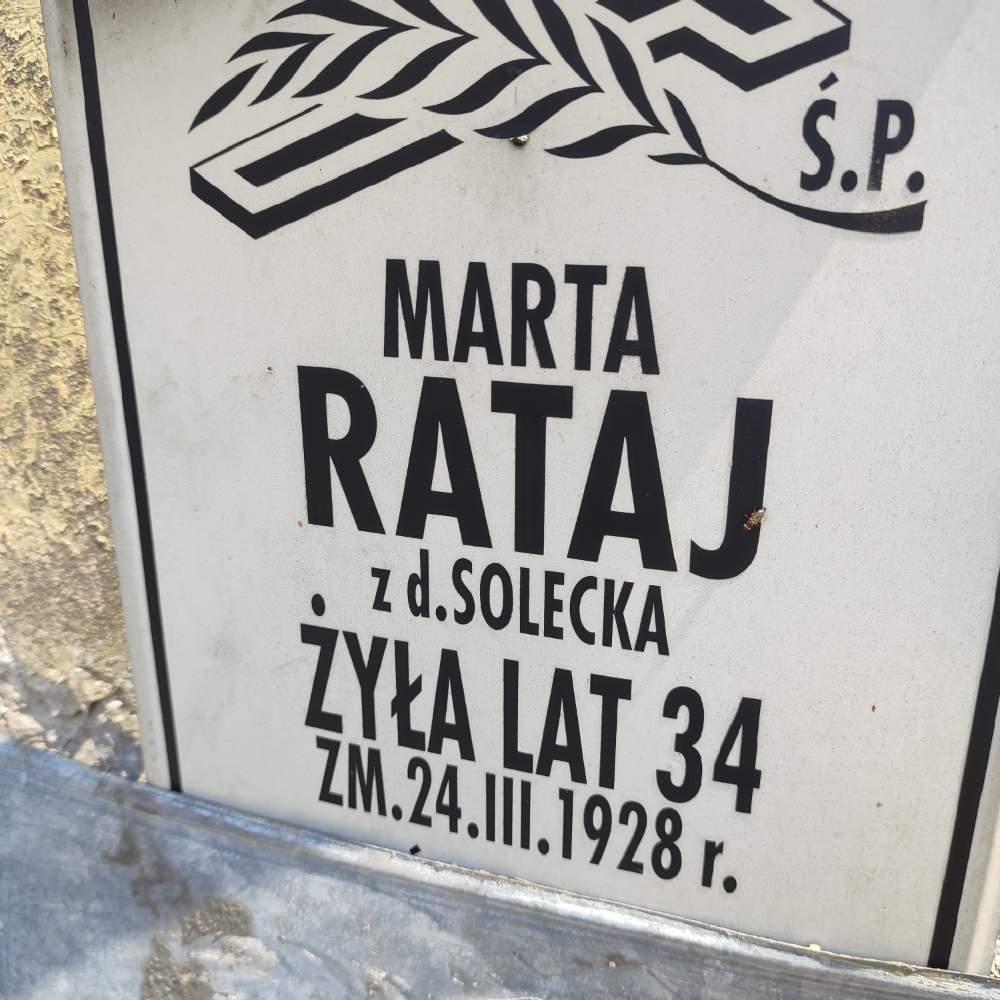 Ś.P.
MARTA
RATAJ
z d.SOLECKA
ŻYŁA LAT 34
ZM.24.III.1928 r.